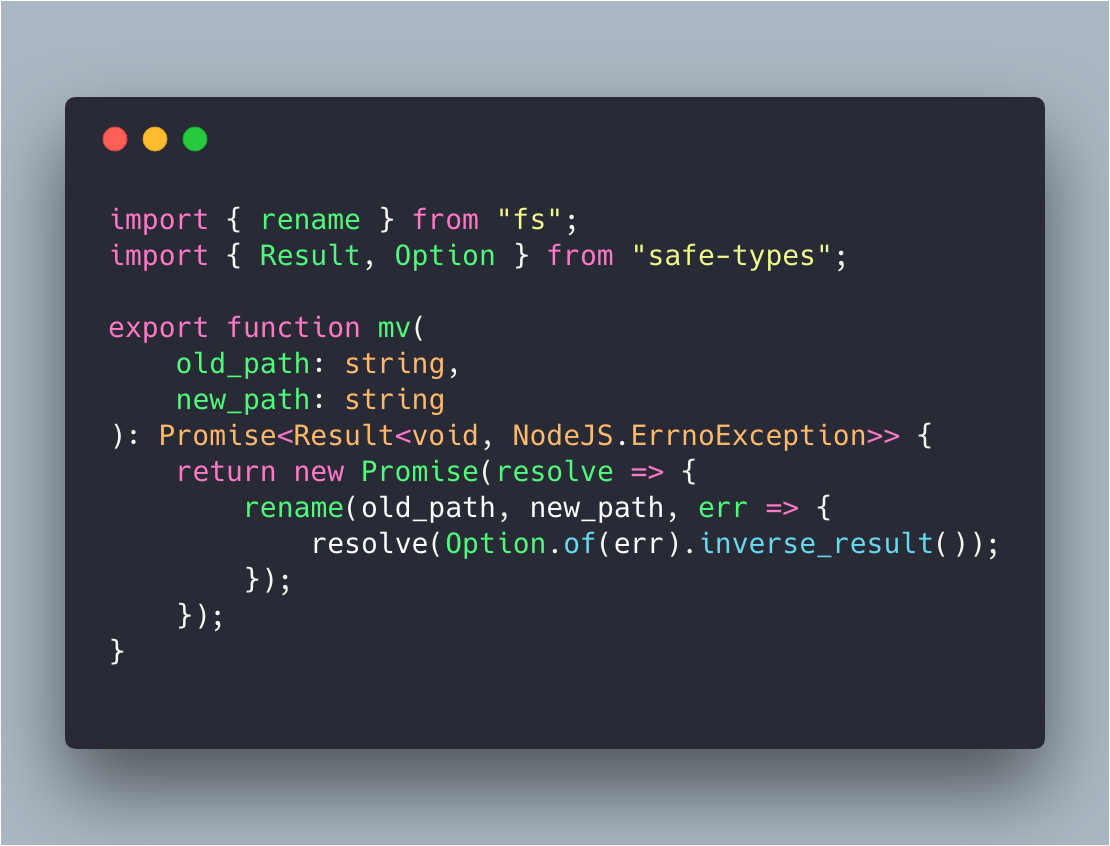 import { rename } from "fs";
import { Result, Option } from "safe-types";

export function mv(
    old_path: string,
    new_path: string
): Promise<Result<void, NodeJS.ErrnoException>> {
    return new Promise(resolve => {
        rename(old_path, new_path, err => {
            resolve(Option.of(err).inverse_result());
        });
    });
}